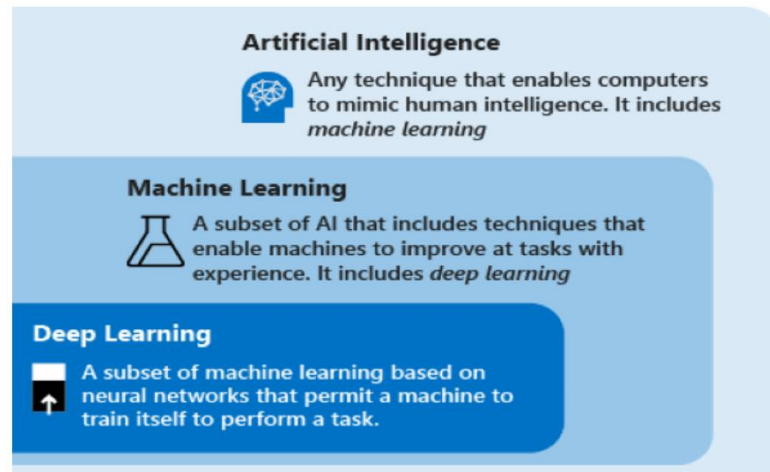 Artificial Intelligence
Any technique that enables computers
to mimic human intelligence. It includes
machine learning
Machine Learning
A subset of AI that includes techniques that
enable machines to improve at tasks with
experience. It includes deep learning
Deep Learning
A subset of machine learning based on
neural networks that permit a machine to
train itself to perform a task.